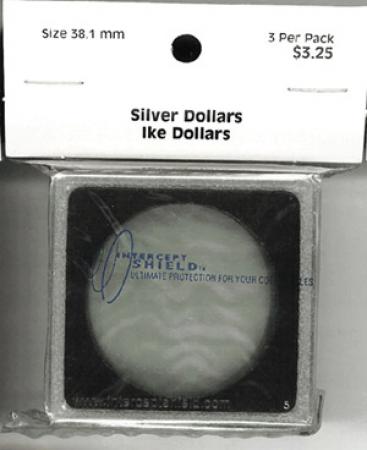 Size 38.1 mm
3 Per Pack
$3.25
Silver Dollars
Ike Dollars
INTERCEPT
SHIELD TM
ULTIMATE PROTECTION FOR YOUR
www.interceptshield.com
5